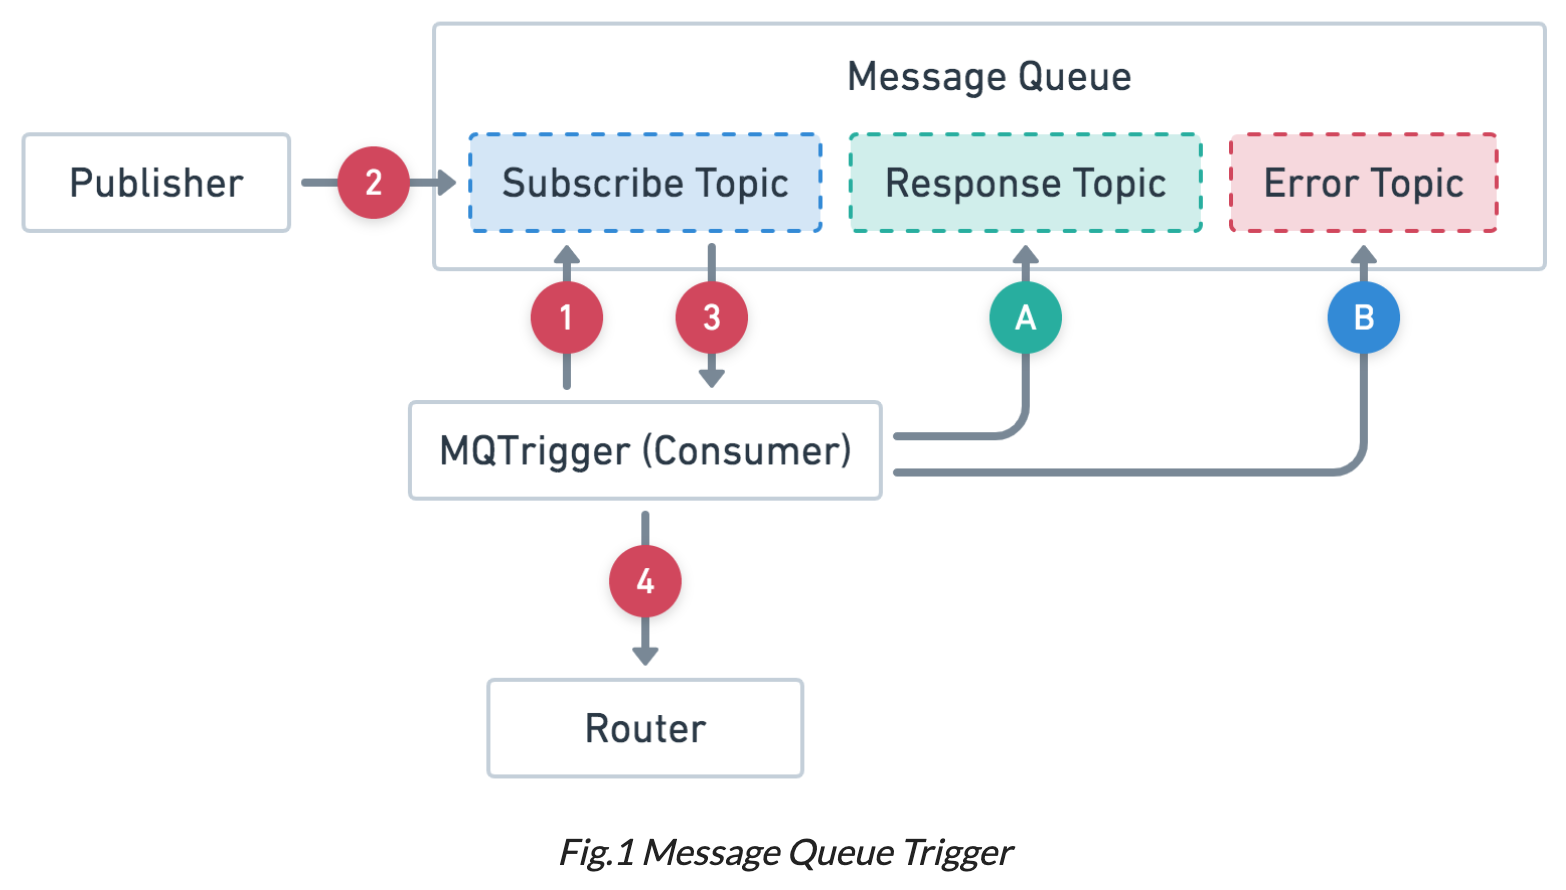 Message Queue
Publisher
2
Subscribe Topic
Response Topic
Error Topic
1
3
A
B
MQTrigger (Consumer)
4
Router
Fig.1 Message Queue Trigger